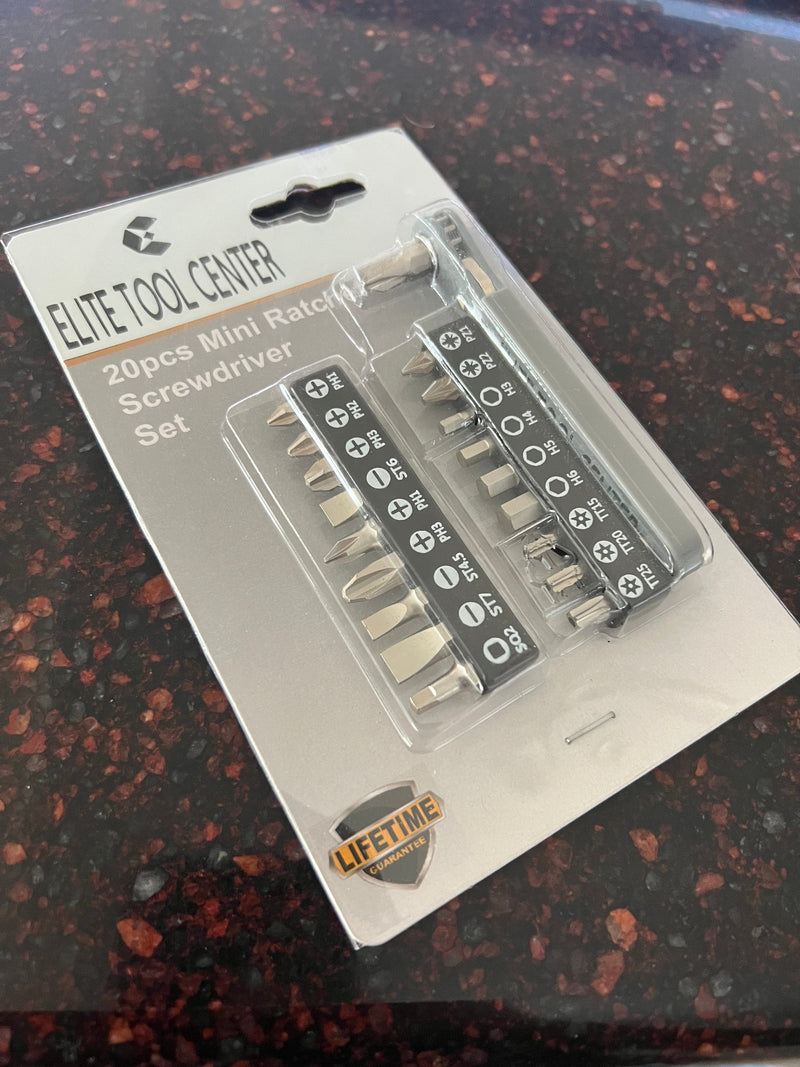 ELITE TOOL CENTER
20pcs Mini
Screwdriver
Set
PH1
PH2
PH3
ST6
PH1
PH3
ST4.5
ST7
SQ2
PZ1
PZ2
H3
H4
H5
H6
TT15
TT20
TT25
LIFETIME
GUARANTEE